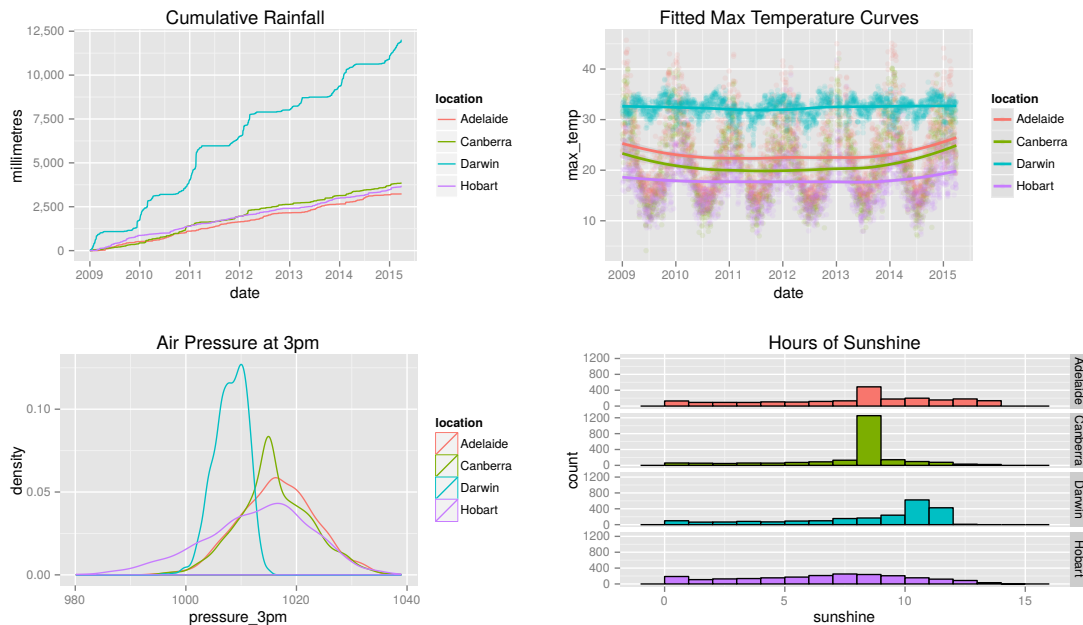 Cumulative Rainfall
12,500
10,000
7,500
5,000
2,500
0
millimetres
2009 2010 2011 2012 2013 2014 2015
date
location
Adelaide
Canberra
Darwin
Hobart
Fitted Max Temperature Curves
40
30
20
10
max_temp
2009 2010 2011 2012 2013 2014 2015
date
location
Adelaide
Canberra
Darwin
Hobart
Air Pressure at 3pm
0.10
0.05
0.00
density
980 1000 1020 1040
pressure_3pm
location
Adelaide
Canberra
Darwin
Hobart
Hours of Sunshine
1200
800
400
0
Adelaide
1200
800
400
0
Canberra
1200
800
400
0
Darwin
1200
800
400
0
Hobart
count
0 5 10 15
sunshine